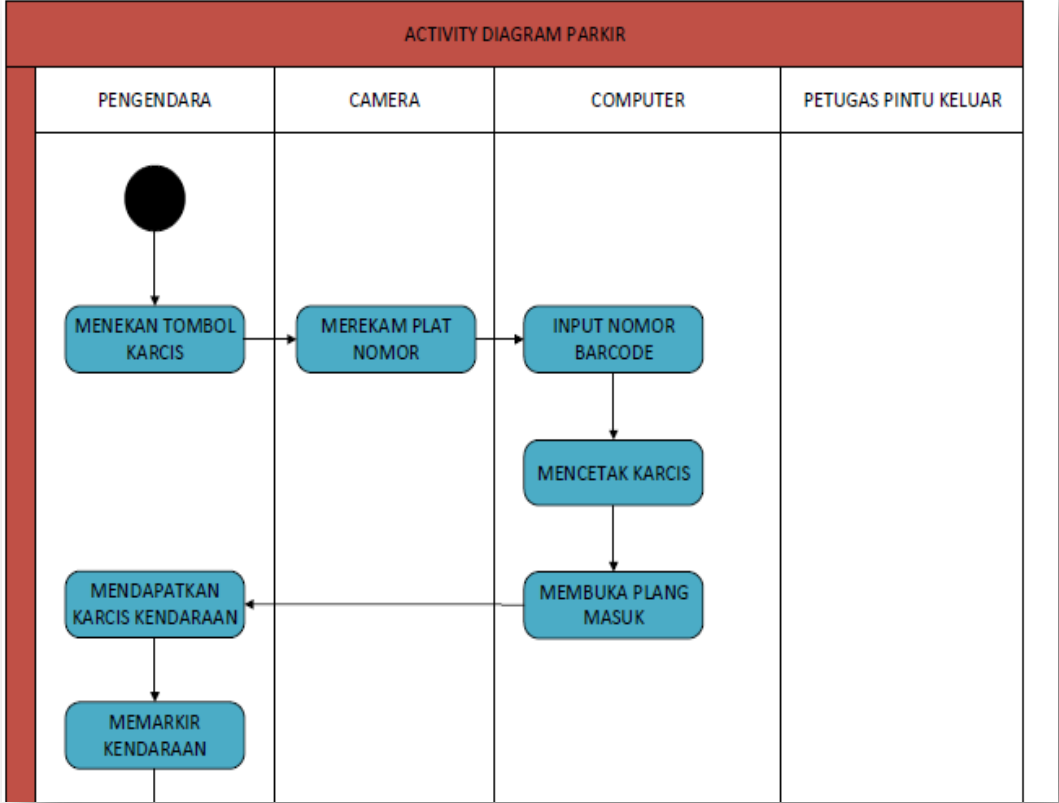 ACTIVITY DIAGRAM PARKIR
PENGENDARA
CAMERA
COMPUTER
PETUGAS PINTU KELUAR
MENEKAN TOMBOL
KARCIS
MEREKAM PLAT
NOMOR
INPUT NOMOR
BARCODE
MENCETAK KARCIS
MEMBUKA PLANG
MASUK
MENDAPATKAN
KARCIS KENDARAAN
MEMARKIR
KENDARAAN